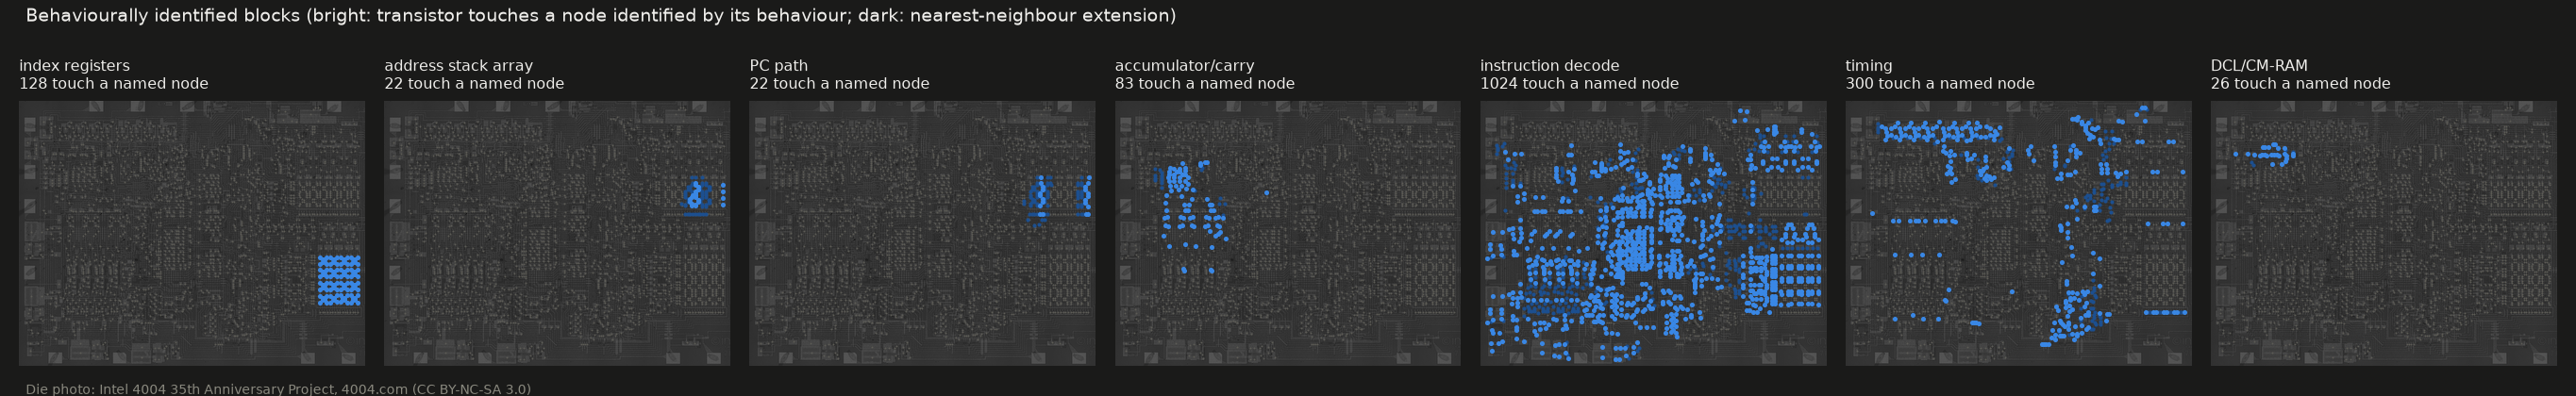 Behaviourally identified blocks (bright: transistor touches a node identified by its behaviour; dark: nearest-neighbour extension)
index registers
128 touch a named node
address stack array
22 touch a named node
PC path
22 touch a named node
accumulator/carry
83 touch a named node
instruction decode
1024 touch a named node
timing
300 touch a named node
DCL/CM-RAM
26 touch a named node
Die photo: Intel 4004 35th Anniversary Project, 4004.com (CC BY-NC-SA 3.0)